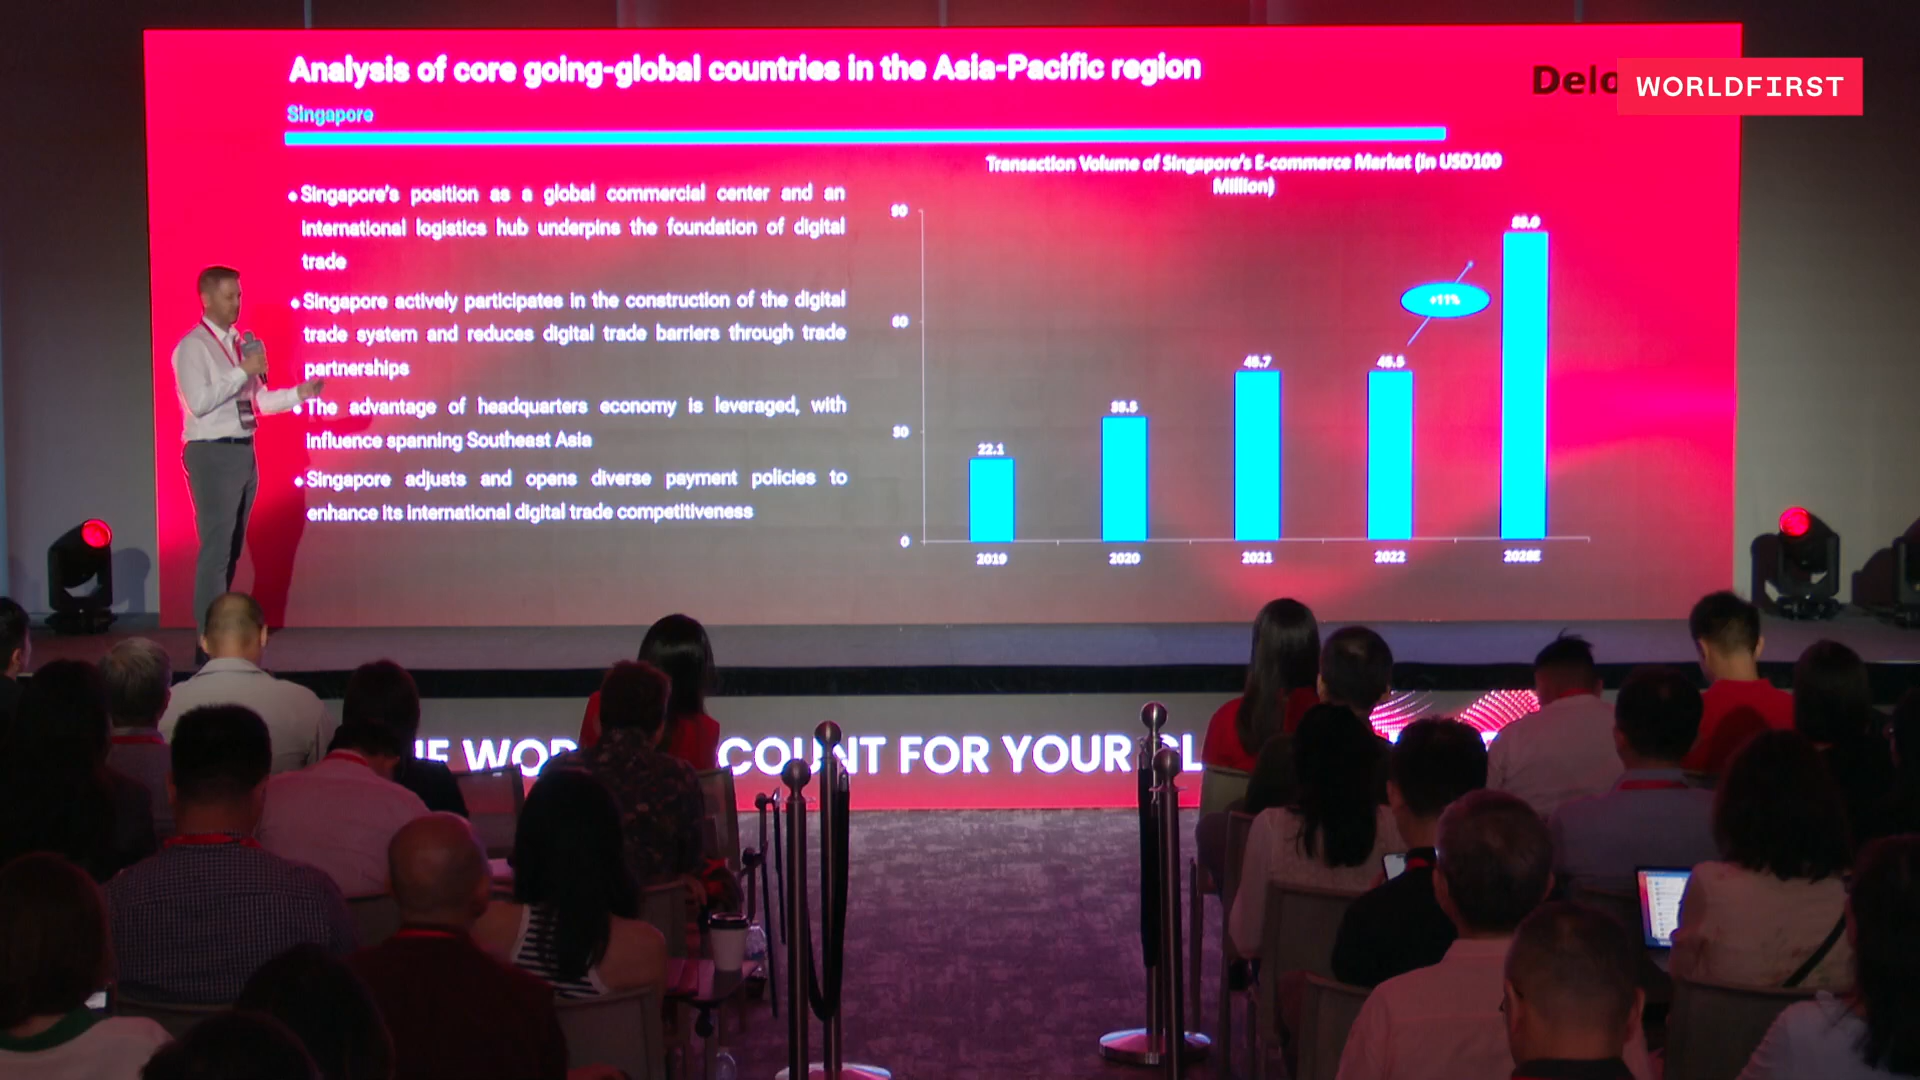 Analysis of core going-global countries in the Asia-Pacific region
Delo
WORLDFIRST
Singapore
Transaction Volume of Singapore's E-commerce Market (in USD100
Million)
•Singapore's position as a global commercial center and an
international logistics hub underpins the foundation of digital
trade
•Singapore actively participates in the construction of the digital
trade system and reduces digital trade barriers through trade
partnerships
•The advantage of headquarters economy is leveraged, with
influence spanning Southeast Asia
•Singapore adjusts and opens diverse payment policies to
enhance its international digital trade competitiveness
90
60
30
0
22.1
+11%
2019
2020
2021
2022
COUNT FOR YOUR